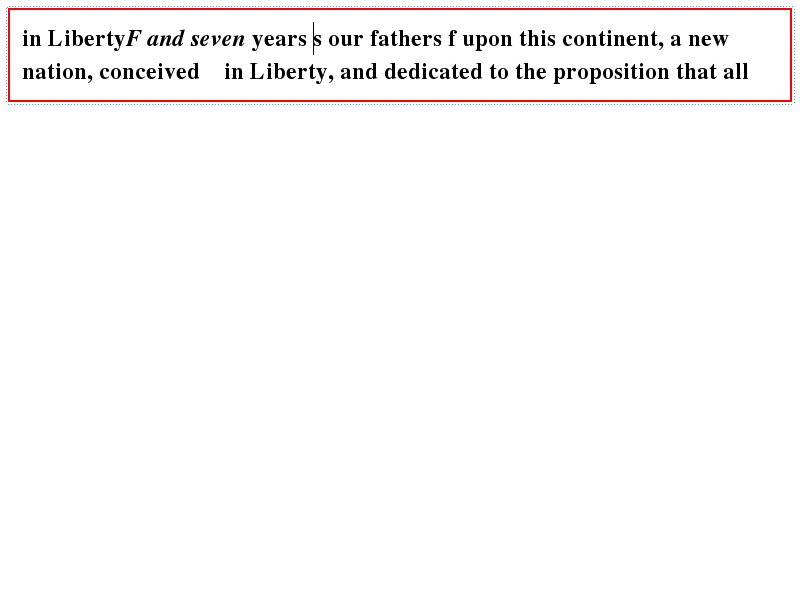 in LibertyF and seven years s our fathers f upon this continent, a new
nation, conceived    in Liberty, and dedicated to the proposition that all